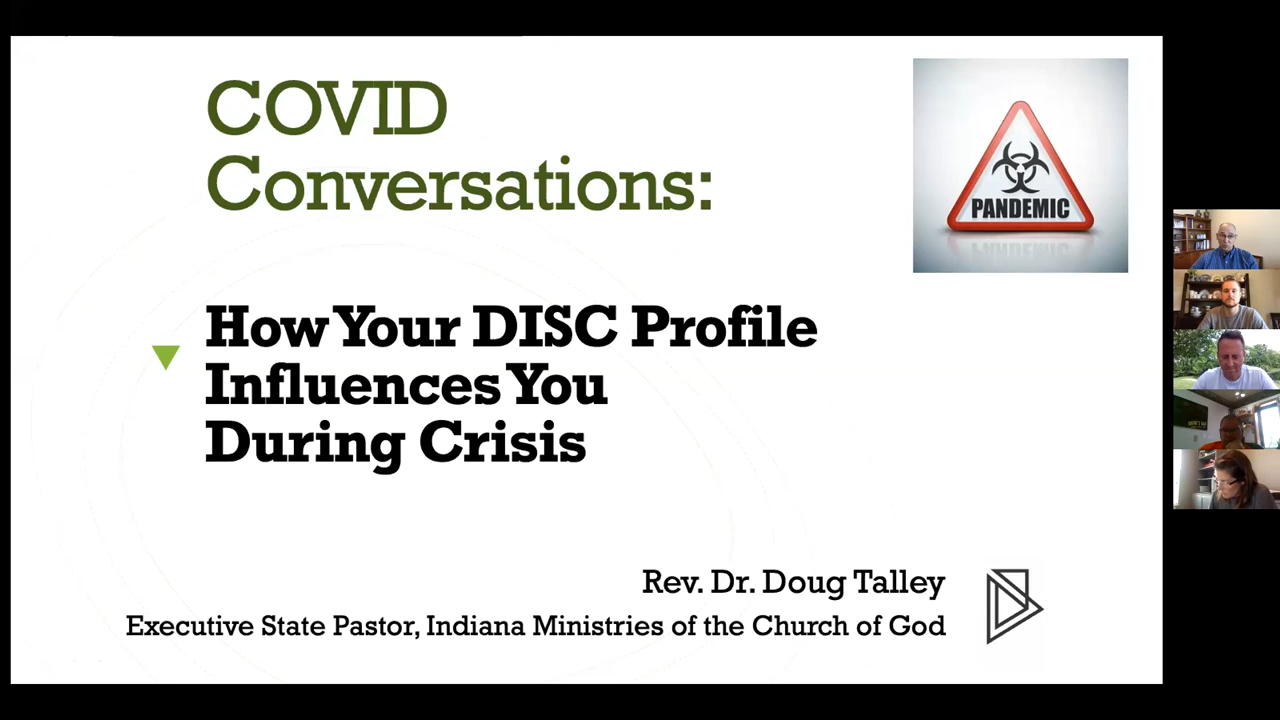 COVID
Conversations:
PANDEMIC
How Your DISC Profile
Influences You
During Crisis
Rev. Dr. Doug Talley
Executive State Pastor, Indiana Ministries of the Church of God